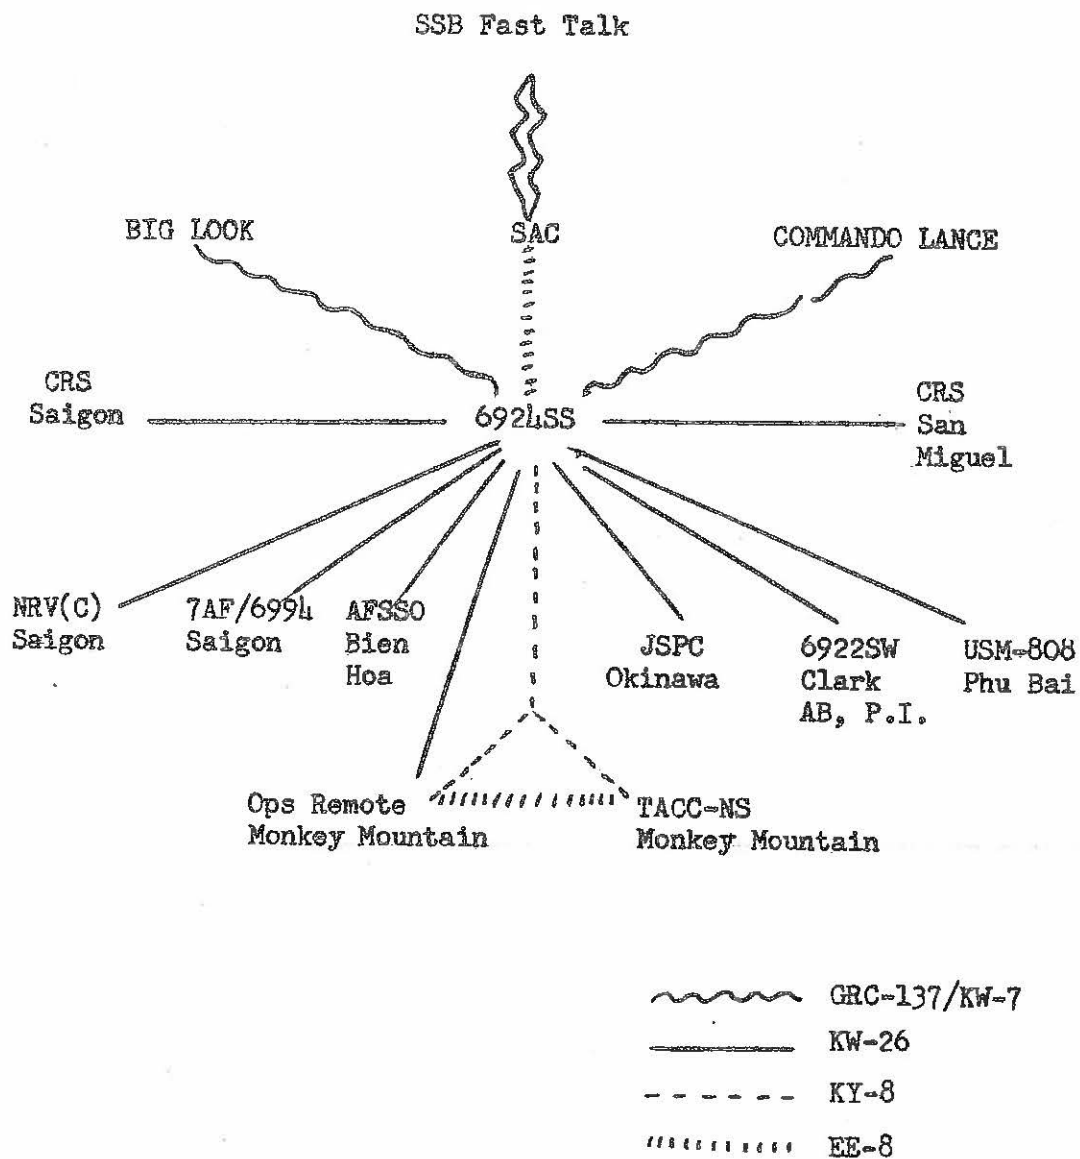 SSB Fast Talk
BIG LOOK
SAC
COMMANDO LANCE
CRS
Saigon
6924SS
CRS
San
Miguel
NRV(C)
Saigon
7AF/6994
Saigon
AFSSO
Bien
Hoa
JSPC
Okinawa
6922SW
Clark
AB, P.I.
USM-808
Phu Bai
Ops Remote
Monkey Mountain
TACC-NS
Monkey Mountain
GRC-137/KW-7
KW-26
KY-8
EE-8